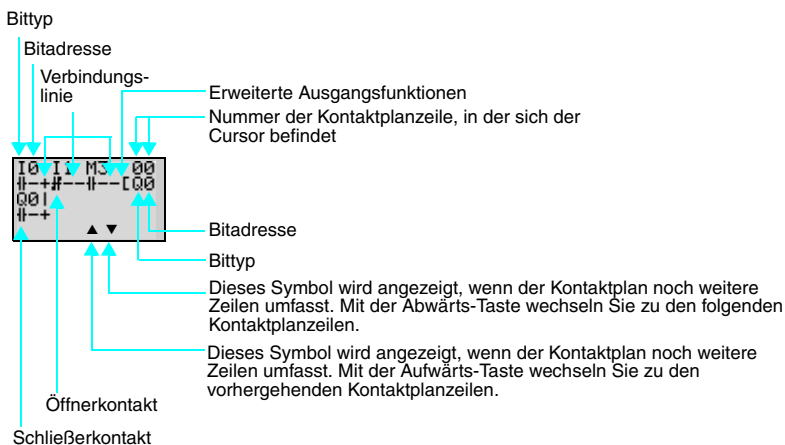 Bittyp
Bitadresse
Verbindungs-
linie
Erweiterte Ausgangsfunktionen
Nummer der Kontaktplanzeile, in der sich der
Cursor befindet
I0 I1 M3 00
Q0
Q0
Bitadresse
Bittyp
Dieses Symbol wird angezeigt, wenn der Kontaktplan noch weitere
Zeilen umfasst. Mit der Abwärts-Taste wechseln Sie zu den folgenden
Kontaktplanzeilen.
Dieses Symbol wird angezeigt, wenn der Kontaktplan noch weitere
Zeilen umfasst. Mit der Aufwärts-Taste wechseln Sie zu den
vorhergehenden Kontaktplanzeilen.
Öffnerkontakt
Schließerkontakt